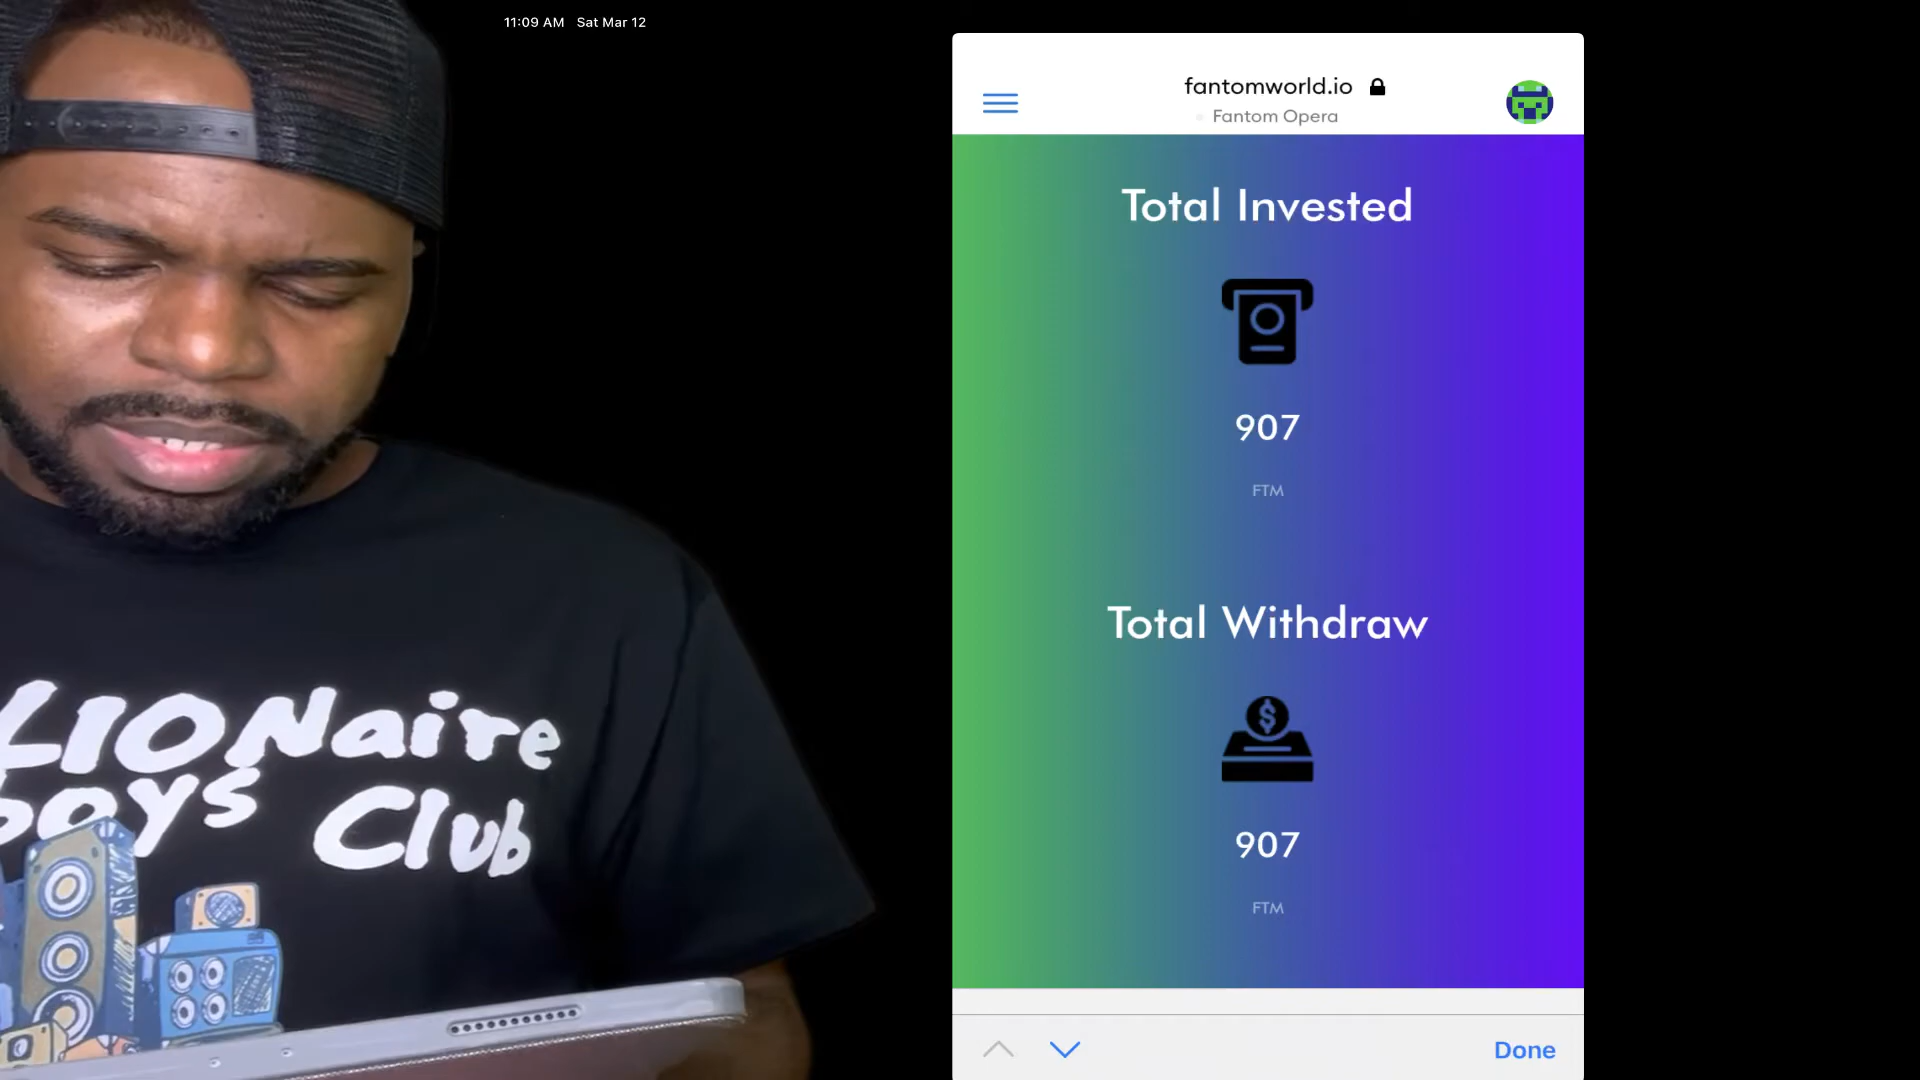 11:09 AM Sat Mar 12
fantomworld.io
Fantom Opera
Total Invested
907
FTM
Total Withdraw
907
FTM
Done
LIONaire
boys Club